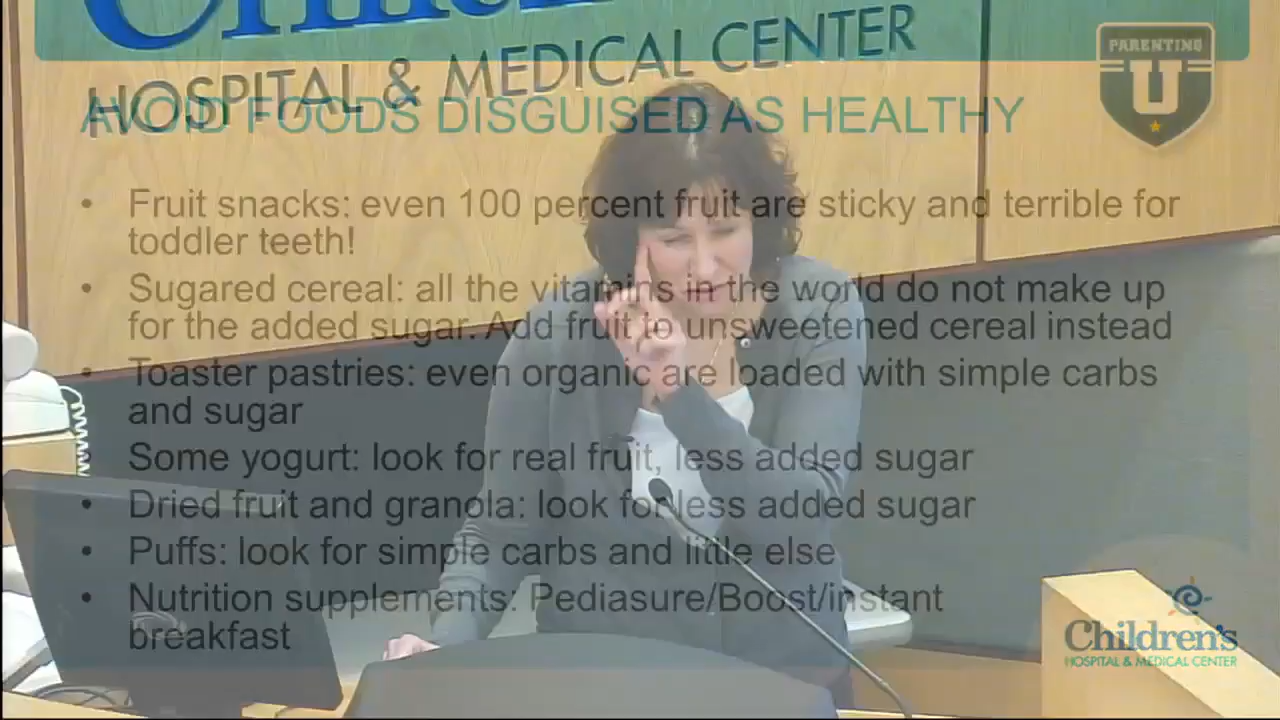 Children's
HOSPITAL & MEDICAL CENTER
PARENTING
U
AVOID FOODS DISGUISED AS HEALTHY
• Fruit snacks: even 100 percent fruit are sticky and terrible for
toddler teeth!
• Sugared cereal: all the vitamins in the world do not make up
for the added sugar. Add fruit to unsweetened cereal instead
• Toaster pastries: even organic are loaded with simple carbs
and sugar
Some yogurt: look for real fruit, less added sugar
• Dried fruit and granola: look for less added sugar
• Puffs: look for simple carbs and little else
• Nutrition supplements: Pediasure/Boost/instant
breakfast
Children's
HOSPITAL & MEDICAL CENTER